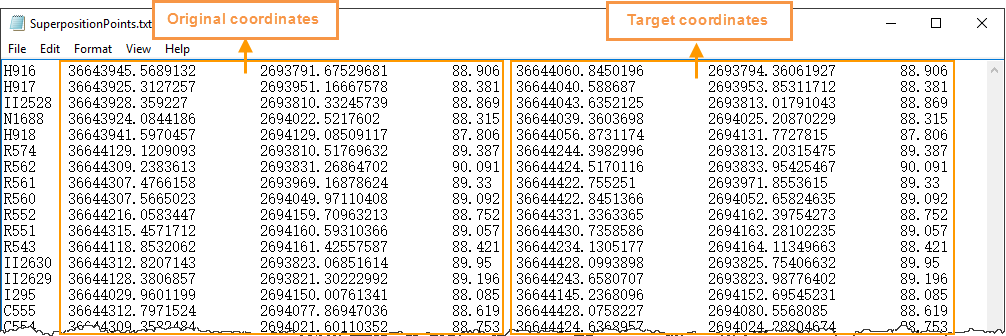 SuperpositionPoints.txt
Original coordinates
Target coordinates
File Edit Format View Help
H916 36643945.5689132 2693791.67529681 88.906 36644060.8450196 2693794.36061927 88.906
H917 36643925.3127257 2693951.16667578 88.381 36644040.588687 2693953.85311712 88.381
II2528 36643928.359227 2693810.33245739 88.869 36644043.6352125 2693813.01791043 88.869
N1688 36643924.0844186 2694022.5217602 88.315 36644039.3603698 2694025.20870229 88.315
H918 36643941.5970457 2694129.08509117 87.806 36644056.8731174 2694131.7727815 87.806
R574 36644129.1209093 2693810.51769632 89.387 36644244.3982996 2693813.20315475 89.387
R562 36644309.2383613 2693831.26864702 90.091 36644424.5170116 2693833.95425467 90.091
R561 36644307.4766158 2693969.16878624 89.33 36644422.755251 2693971.8553615 89.33
R560 36644307.5665023 2694049.97110408 89.092 36644422.8451366 2694052.65824635 89.092
R552 36644216.0583447 2694159.70963213 88.752 36644331.3363365 2694162.39754273 88.752
R551 36644315.4571712 2694160.59310366 89.057 36644430.7358586 2694163.28102235 89.057
R543 36644118.8532062 2694161.42557587 88.421 36644234.1305177 2694164.11349663 88.421
II2630 36644312.8207143 2693823.06851614 89.95 36644428.0993898 2693825.75406632 89.95
II2629 36644128.3806857 2693821.30222992 89.196 36644243.6580707 2693823.98776402 89.196
I295 36644029.9601199 2694150.00761341 88.085 36644145.2368096 2694152.69545231 88.085
C555 36644312.7971524 2694077.86947036 88.619 36644428.0758227 2694080.5568085 88.619
C554 36644309.3582484 2694021.60110352 88.753 36644424.6368957 2694024.28804674 88.753